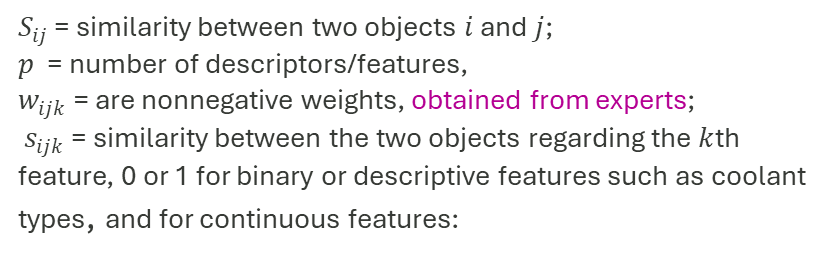 S_ij = similarity between two objects i and j;
p = number of descriptors/features,
w_ijk = are nonnegative weights, obtained from experts;
s_ijk = similarity between the two objects regarding the kth
feature, 0 or 1 for binary or descriptive features such as coolant
types, and for continuous features: